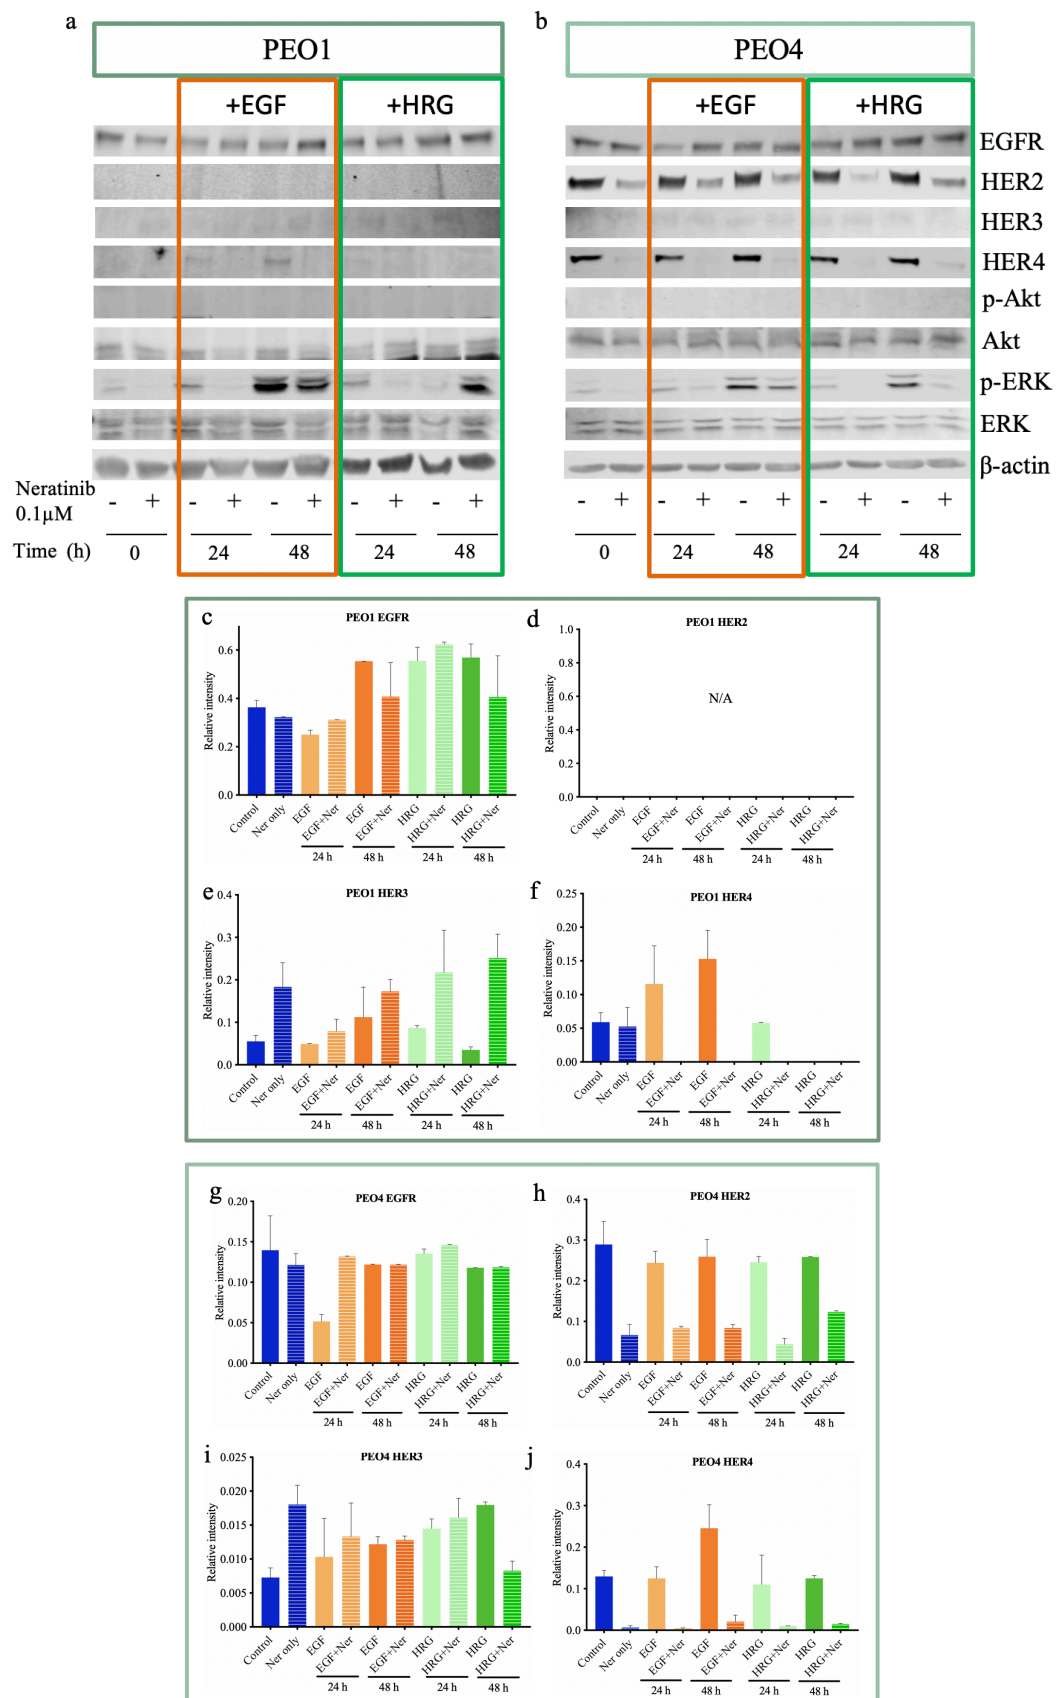 a
b
PEO1
PEO4
+EGF
+HRG
+EGF
+HRG
EGFR
HER2
HER3
HER4
p-Akt
Akt
p-ERK
ERK
β-actin
Neratinib
0.1µM
- + - + - + - + - +
- + - + - + - + - +
Time (h)
0 24 48 24 48
0 24 48 24 48
c
PEO1 EGFR
Relative intensity
0.6
0.4
0.2
0.0
Control Ner only EGF EGF+Ner EGF EGF+Ner HRG HRG+Ner HRG HRG+Ner
24 h 48 h 24 h 48 h
d
PEO1 HER2
Relative intensity
1.0
0.8
0.6
0.4
0.2
0.0
N/A
Control Ner only EGF EGF+Ner EGF EGF+Ner HRG HRG+Ner HRG HRG+Ner
24 h 48 h 24 h 48 h
e
PEO1 HER3
Relative intensity
0.4
0.3
0.2
0.1
0.0
Control Ner only EGF EGF+Ner EGF EGF+Ner HRG HRG+Ner HRG HRG+Ner
24 h 48 h 24 h 48 h
f
PEO1 HER4
Relative intensity
0.25
0.20
0.15
0.10
0.05
0.00
Control Ner only EGF EGF+Ner EGF EGF+Ner HRG HRG+Ner HRG HRG+Ner
24 h 48 h 24 h 48 h
g
PEO4 EGFR
Relative intensity
0.20
0.15
0.10
0.05
0.00
Control Ner only EGF EGF+Ner EGF EGF+Ner HRG HRG+Ner HRG HRG+Ner
24 h 48 h 24 h 48 h
h
PEO4 HER2
Relative intensity
0.4
0.3
0.2
0.1
0.0
Control Ner only EGF EGF+Ner EGF EGF+Ner HRG HRG+Ner HRG HRG+Ner
24 h 48 h 24 h 48 h
i
PEO4 HER3
Relative intensity
0.025
0.020
0.015
0.010
0.005
0.000
Control Ner only EGF EGF+Ner EGF EGF+Ner HRG HRG+Ner HRG HRG+Ner
24 h 48 h 24 h 48 h
j
PEO4 HER4
Relative intensity
0.4
0.3
0.2
0.1
0.0
Control Ner only EGF EGF+Ner EGF EGF+Ner HRG HRG+Ner HRG HRG+Ner
24 h 48 h 24 h 48 h